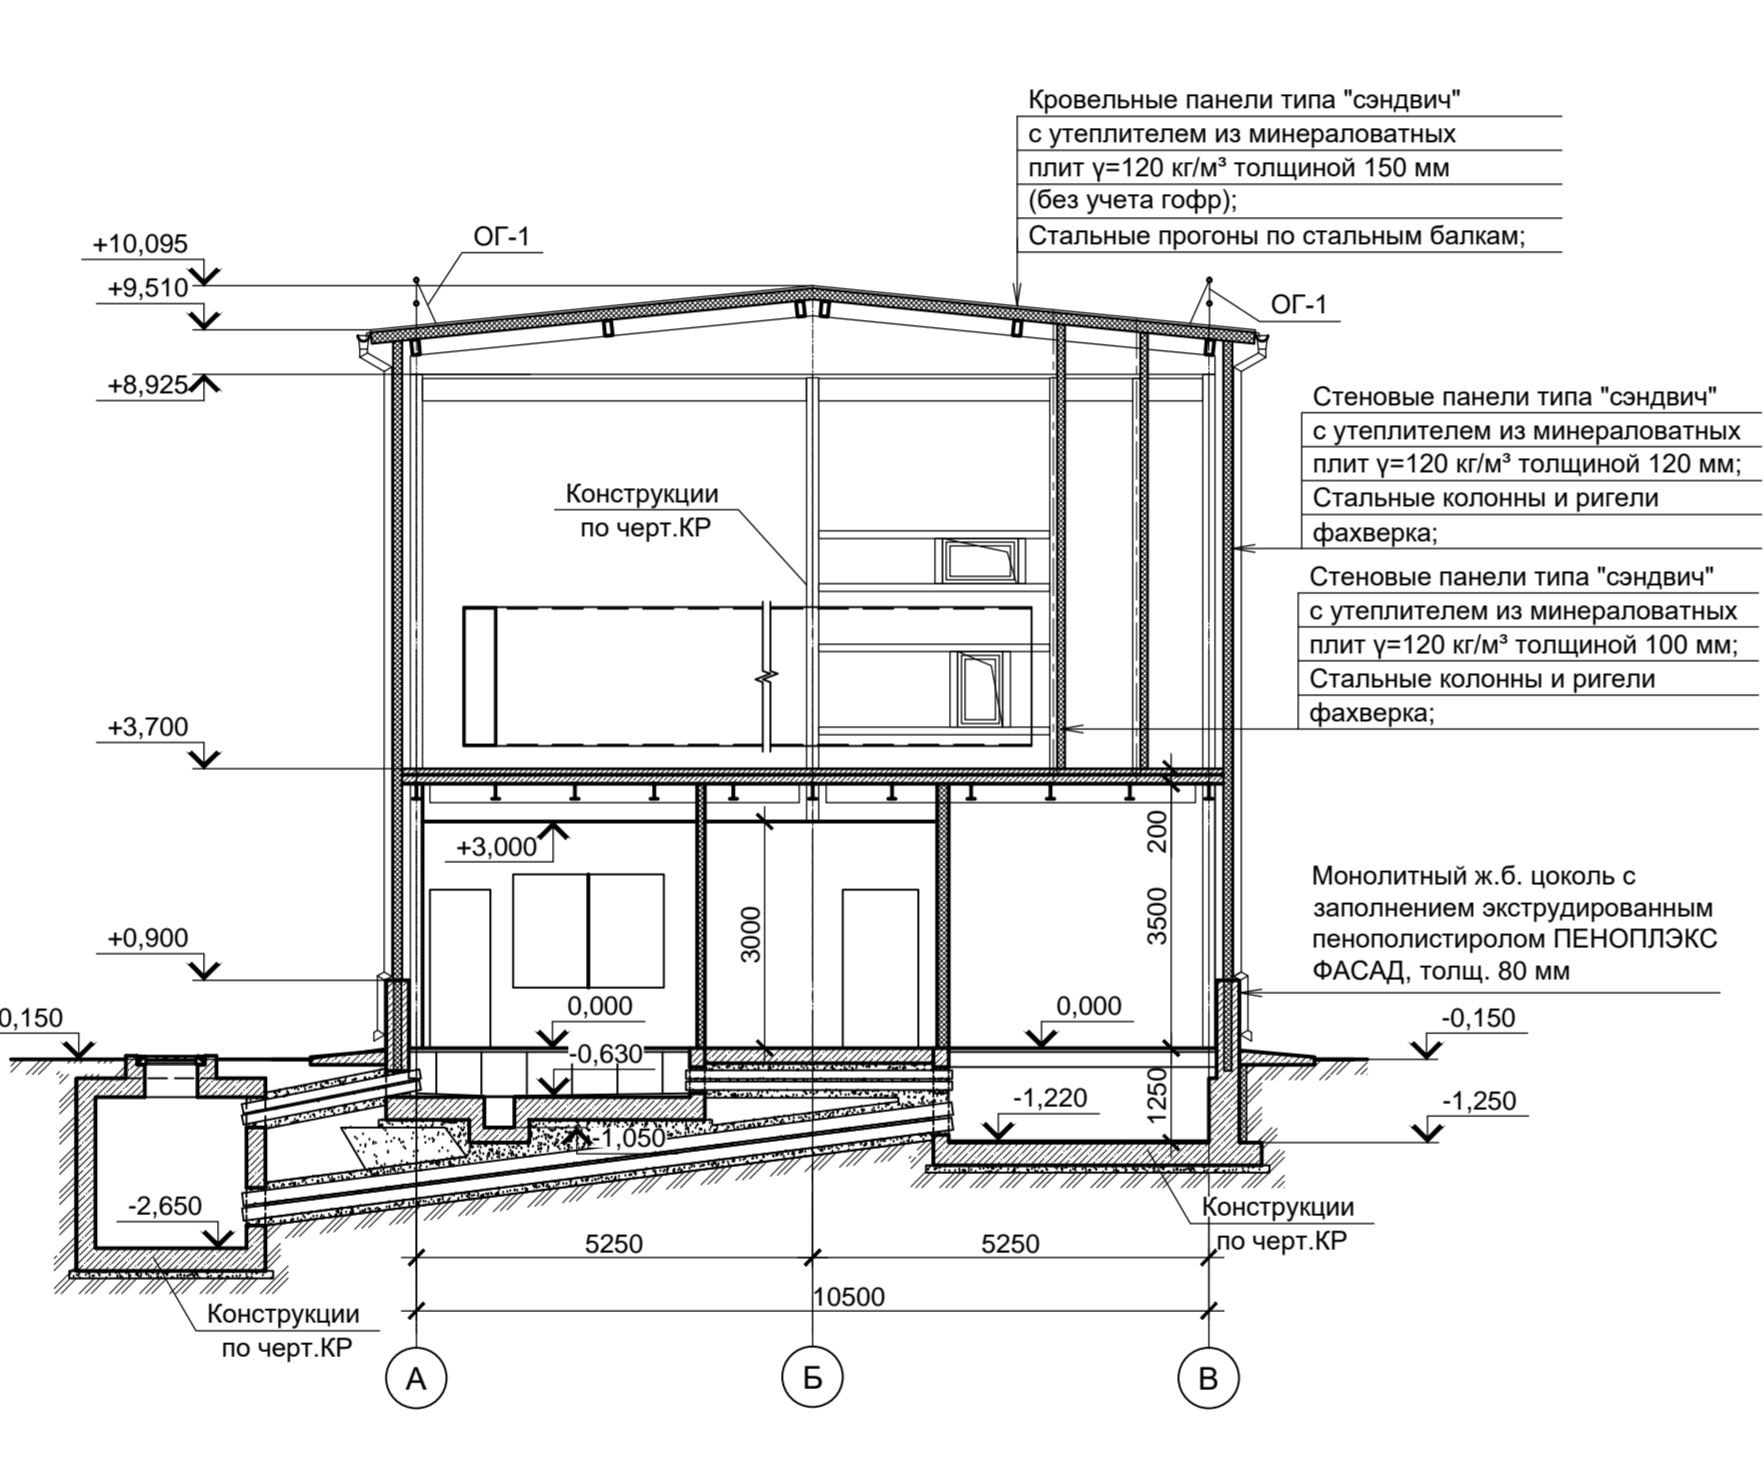 Кровельные панели типа "сэндвич"
с утеплителем из минераловатных
плит γ=120 кг/м³ толщиной 150 мм
(без учета гофр);
Стальные прогоны по стальным балкам;
+10,095
ОГ-1
+9,510
ОГ-1
+8,925
Стеновые панели типа "сэндвич"
с утеплителем из минераловатных
плит γ=120 кг/м³ толщиной 120 мм;
Стальные колонны и ригели
фахверка;
Конструкции
по черт.КР
Стеновые панели типа "сэндвич"
с утеплителем из минераловатных
плит γ=120 кг/м³ толщиной 100 мм;
Стальные колонны и ригели
фахверка;
+3,700
200
+3,000
Монолитный ж.б. цоколь с
заполнением экструдированным
пенополистиролом ПЕНОПЛЭКС
ФАСАД, толщ. 80 мм
3000
3500
+0,900
0,000
0,000
0,150
-0,150
-0,630
-1,220
1250
-1,250
-1,050
-2,650
Конструкции
по черт.КР
5250
5250
10500
Конструкции
по черт.КР
А
Б
В